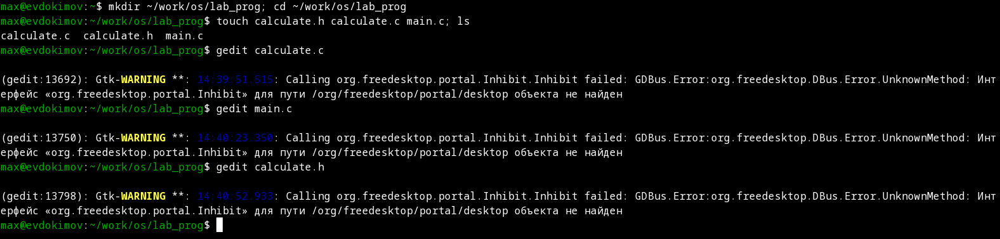 max@evdokimov:~$ mkdir ~/work/os/lab_prog; cd ~/work/os/lab_prog
max@evdokimov:~/work/os/lab_prog$ touch calculate.h calculate.c main.c; ls
calculate.c  calculate.h  main.c
max@evdokimov:~/work/os/lab_prog$ gedit calculate.c
(gedit:13692): Gtk-WARNING **: 14:39:51.515: Calling org.freedesktop.portal.Inhibit.Inhibit failed: GDBus.Error:org.freedesktop.DBus.Error.UnknownMethod: Инт
ерфейс «org.freedesktop.portal.Inhibit» для пути /org/freedesktop/portal/desktop объекта не найден
max@evdokimov:~/work/os/lab_prog$ gedit main.c
(gedit:13750): Gtk-WARNING **: 14:40:23.350: Calling org.freedesktop.portal.Inhibit.Inhibit failed: GDBus.Error:org.freedesktop.DBus.Error.UnknownMethod: Инт
ерфейс «org.freedesktop.portal.Inhibit» для пути /org/freedesktop/portal/desktop объекта не найден
max@evdokimov:~/work/os/lab_prog$ gedit calculate.h
(gedit:13798): Gtk-WARNING **: 14:40:52.933: Calling org.freedesktop.portal.Inhibit.Inhibit failed: GDBus.Error:org.freedesktop.DBus.Error.UnknownMethod: Инт
ерфейс «org.freedesktop.portal.Inhibit» для пути /org/freedesktop/portal/desktop объекта не найден
max@evdokimov:~/work/os/lab_prog$